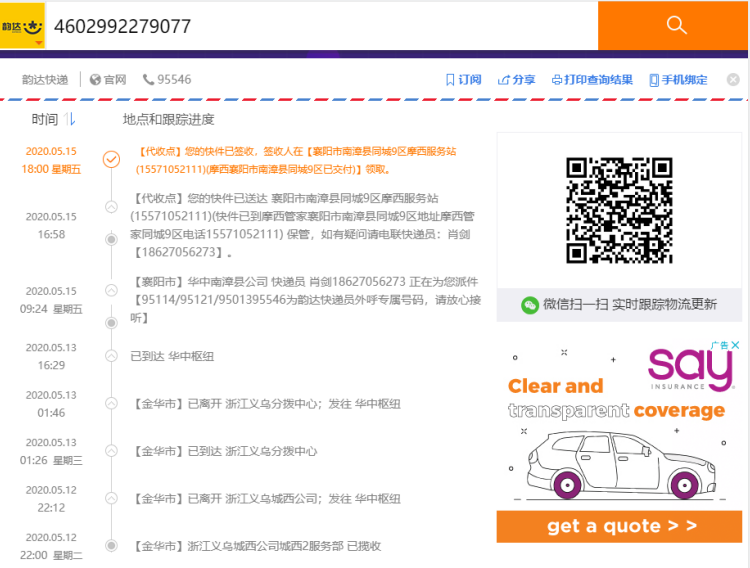 韵达
4602992279077
韵达快递 官网 95546
订阅 分享 打印查询结果 手机绑定
时间 地点和跟踪进度
2020.05.15
18:00 星期五
【代收点】您的快件已签收，签收人在【襄阳市南漳县同城9区摩西服务站
(15571052111)(摩西襄阳市南漳县同城9区已交付)】领取。
2020.05.15
16:58
【代收点】您的快件已送达 襄阳市南漳县同城9区摩西服务站
(15571052111)(快件已到摩西管家襄阳市南漳县同城9区地址摩西管
家同城9区电话15571052111) 保管，如有疑问请电联快递员：肖剑
【18627056273】。
2020.05.15
09:24 星期五
【襄阳市】华中南漳县公司 快递员 肖剑18627056273 正在为您派件
【95114/95121/9501395546为韵达快递员外呼专属号码，请放心接
听】
2020.05.13
16:29
已到达 华中枢纽
2020.05.13
01:46
【金华市】已离开 浙江义乌分拨中心；发往 华中枢纽
2020.05.13
01:26 星期三
【金华市】已到达 浙江义乌分拨中心
2020.05.12
22:12
【金华市】已离开 浙江义乌城西公司；发往 华中枢纽
2020.05.12
22:00 星期二
【金华市】浙江义乌城西公司城西2服务部 已揽收
微信扫一扫 实时跟踪物流更新
广告
say
INSURANCE
Clear and
transparent coverage
get a quote > >